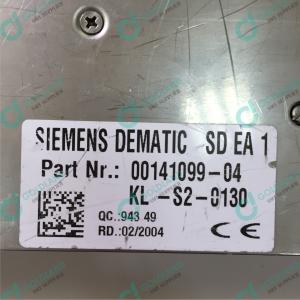 SIEMENS DEMATIC SD EA 1
Part Nr.: 00141099-04
KL-S2-0130
QC.:943 49
RD.:02/2004
CE